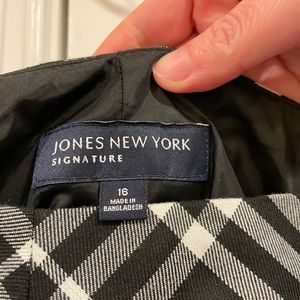 JONES NEW YORK
SIGNATURE
16
MADE IN
BANGLADESH